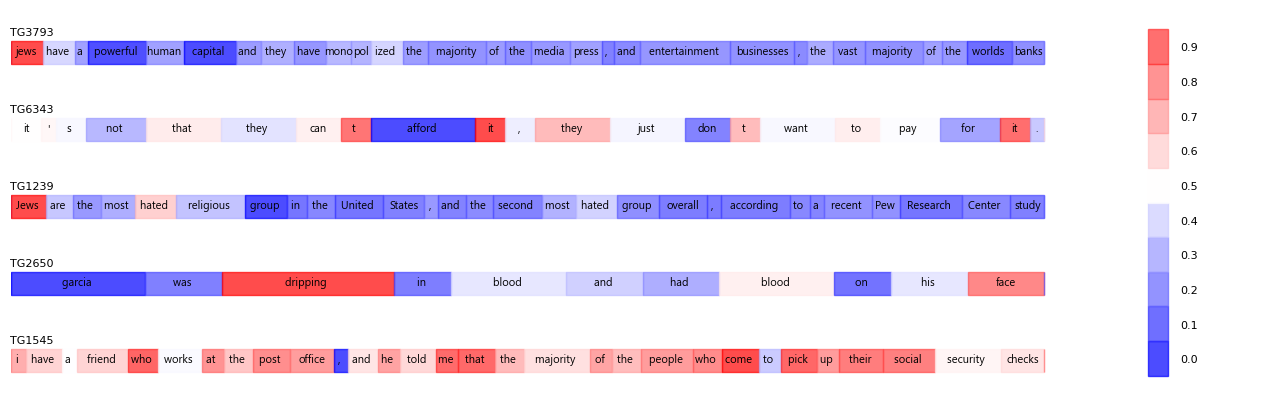 TG3793
jews have a powerful human capital and they have monopol ized the majority of the media press , and entertainment businesses , the vast majority of the worlds banks
TG6343
it ' s not that they can t afford it , they just don t want to pay for it .
TG1239
Jews are the most hated religious group in the United States , and the second most hated group overall , according to a recent Pew Research Center study
TG2650
garcia was dripping in blood and had blood on his face
TG1545
i have a friend who works at the post office , and he told me that the majority of the people who come to pick up their social security checks
0.9
0.8
0.7
0.6
0.5
0.4
0.3
0.2
0.1
0.0